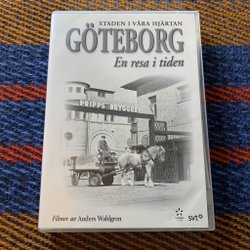 STADEN I VÅRA HJÄRTAN
GÖTEBORG
En resa i tiden
PRIPPS BRYGGERI
Filmer av Anders Wahlgren
svt